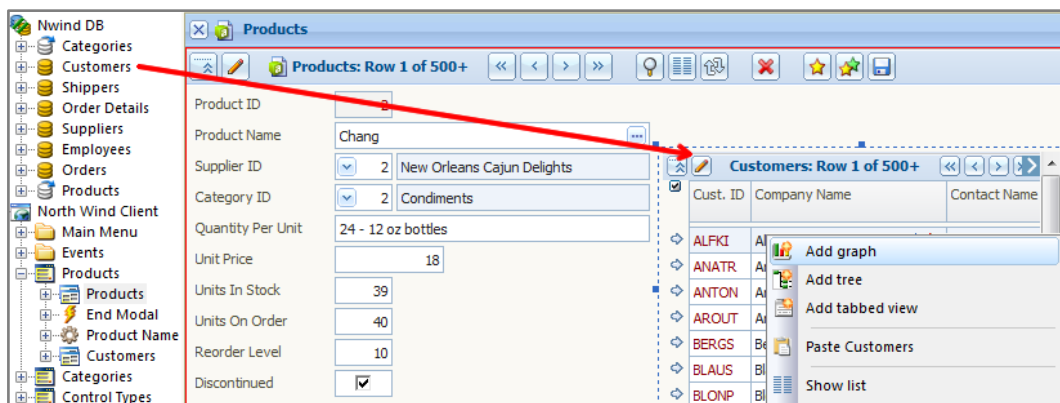 Nwind DB
Categories
Customers
Shippers
Order Details
Suppliers
Employees
Orders
Products
North Wind Client
Main Menu
Events
Products
Products
End Modal
Product Name
Customers
Categories
Control Types
Products
Products: Row 1 of 500+
Product ID 2
Product Name Chang
Supplier ID 2 New Orleans Cajun Delights
Category ID 2 Condiments
Quantity Per Unit 24 - 12 oz bottles
Unit Price 18
Units In Stock 39
Units On Order 40
Reorder Level 10
Discontinued
Customers: Row 1 of 500+
Cust. ID Company Name Contact Name
ALFKI
ANATR
ANTON
AROUT
BERGS
BLAUS
BLONP
Add graph
Add tree
Add tabbed view
Paste Customers
Show list